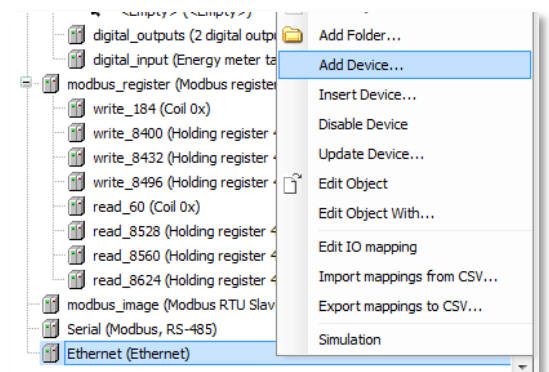 <Empty> (<Empty>)
digital_outputs (2 digital outp
digital_input (Energy meter ta
modbus_register (Modbus register
write_184 (Coil 0x)
write_8400 (Holding register 4
write_8432 (Holding register 4
write_8496 (Holding register 4
read_60 (Coil 0x)
read_8528 (Holding register 4
read_8560 (Holding register 4
read_8624 (Holding register 4
modbus_image (Modbus RTU Slav
Serial (Modbus, RS-485)
Ethernet (Ethernet)
Add Folder...
Add Device...
Insert Device...
Disable Device
Update Device...
Edit Object
Edit Object With...
Edit IO mapping
Import mappings from CSV...
Export mappings to CSV...
Simulation